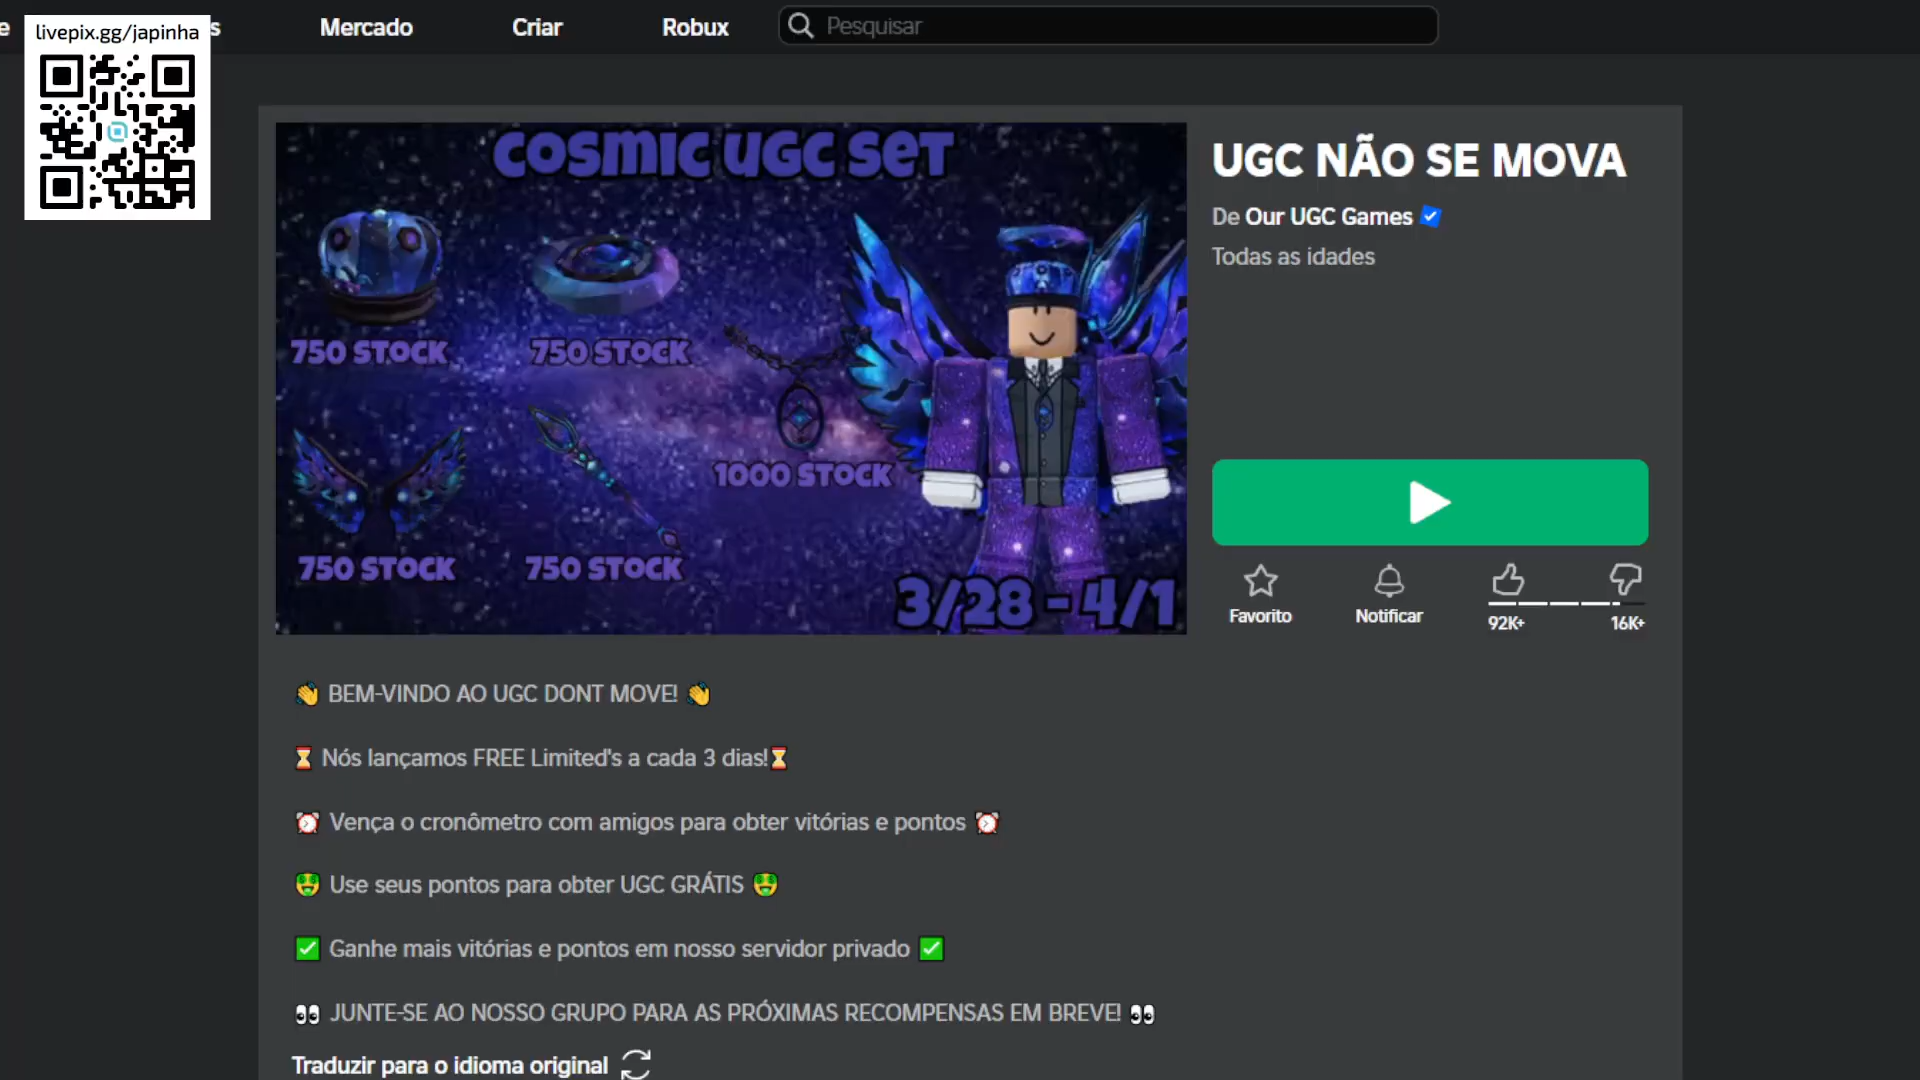 livepix.gg/japinha
Mercado
Criar
Robux
Pesquisar
COSMIC UGC SET
750 STOCK
750 STOCK
1000 STOCK
750 STOCK
750 STOCK
3/28 - 4/1
UGC NÃO SE MOVA
De Our UGC Games
Todas as idades
Favorito
Notificar
92K+
16K+
👋 BEM-VINDO AO UGC DONT MOVE! 👋
⏳ Nós lançamos FREE Limited's a cada 3 dias!⏳
⏰ Vença o cronômetro com amigos para obter vitórias e pontos ⏰
🤑 Use seus pontos para obter UGC GRÁTIS 🤑
✅ Ganhe mais vitórias e pontos em nosso servidor privado ✅
👀 JUNTE-SE AO NOSSO GRUPO PARA AS PRÓXIMAS RECOMPENSAS EM BREVE! 👀
Traduzir para o idioma original